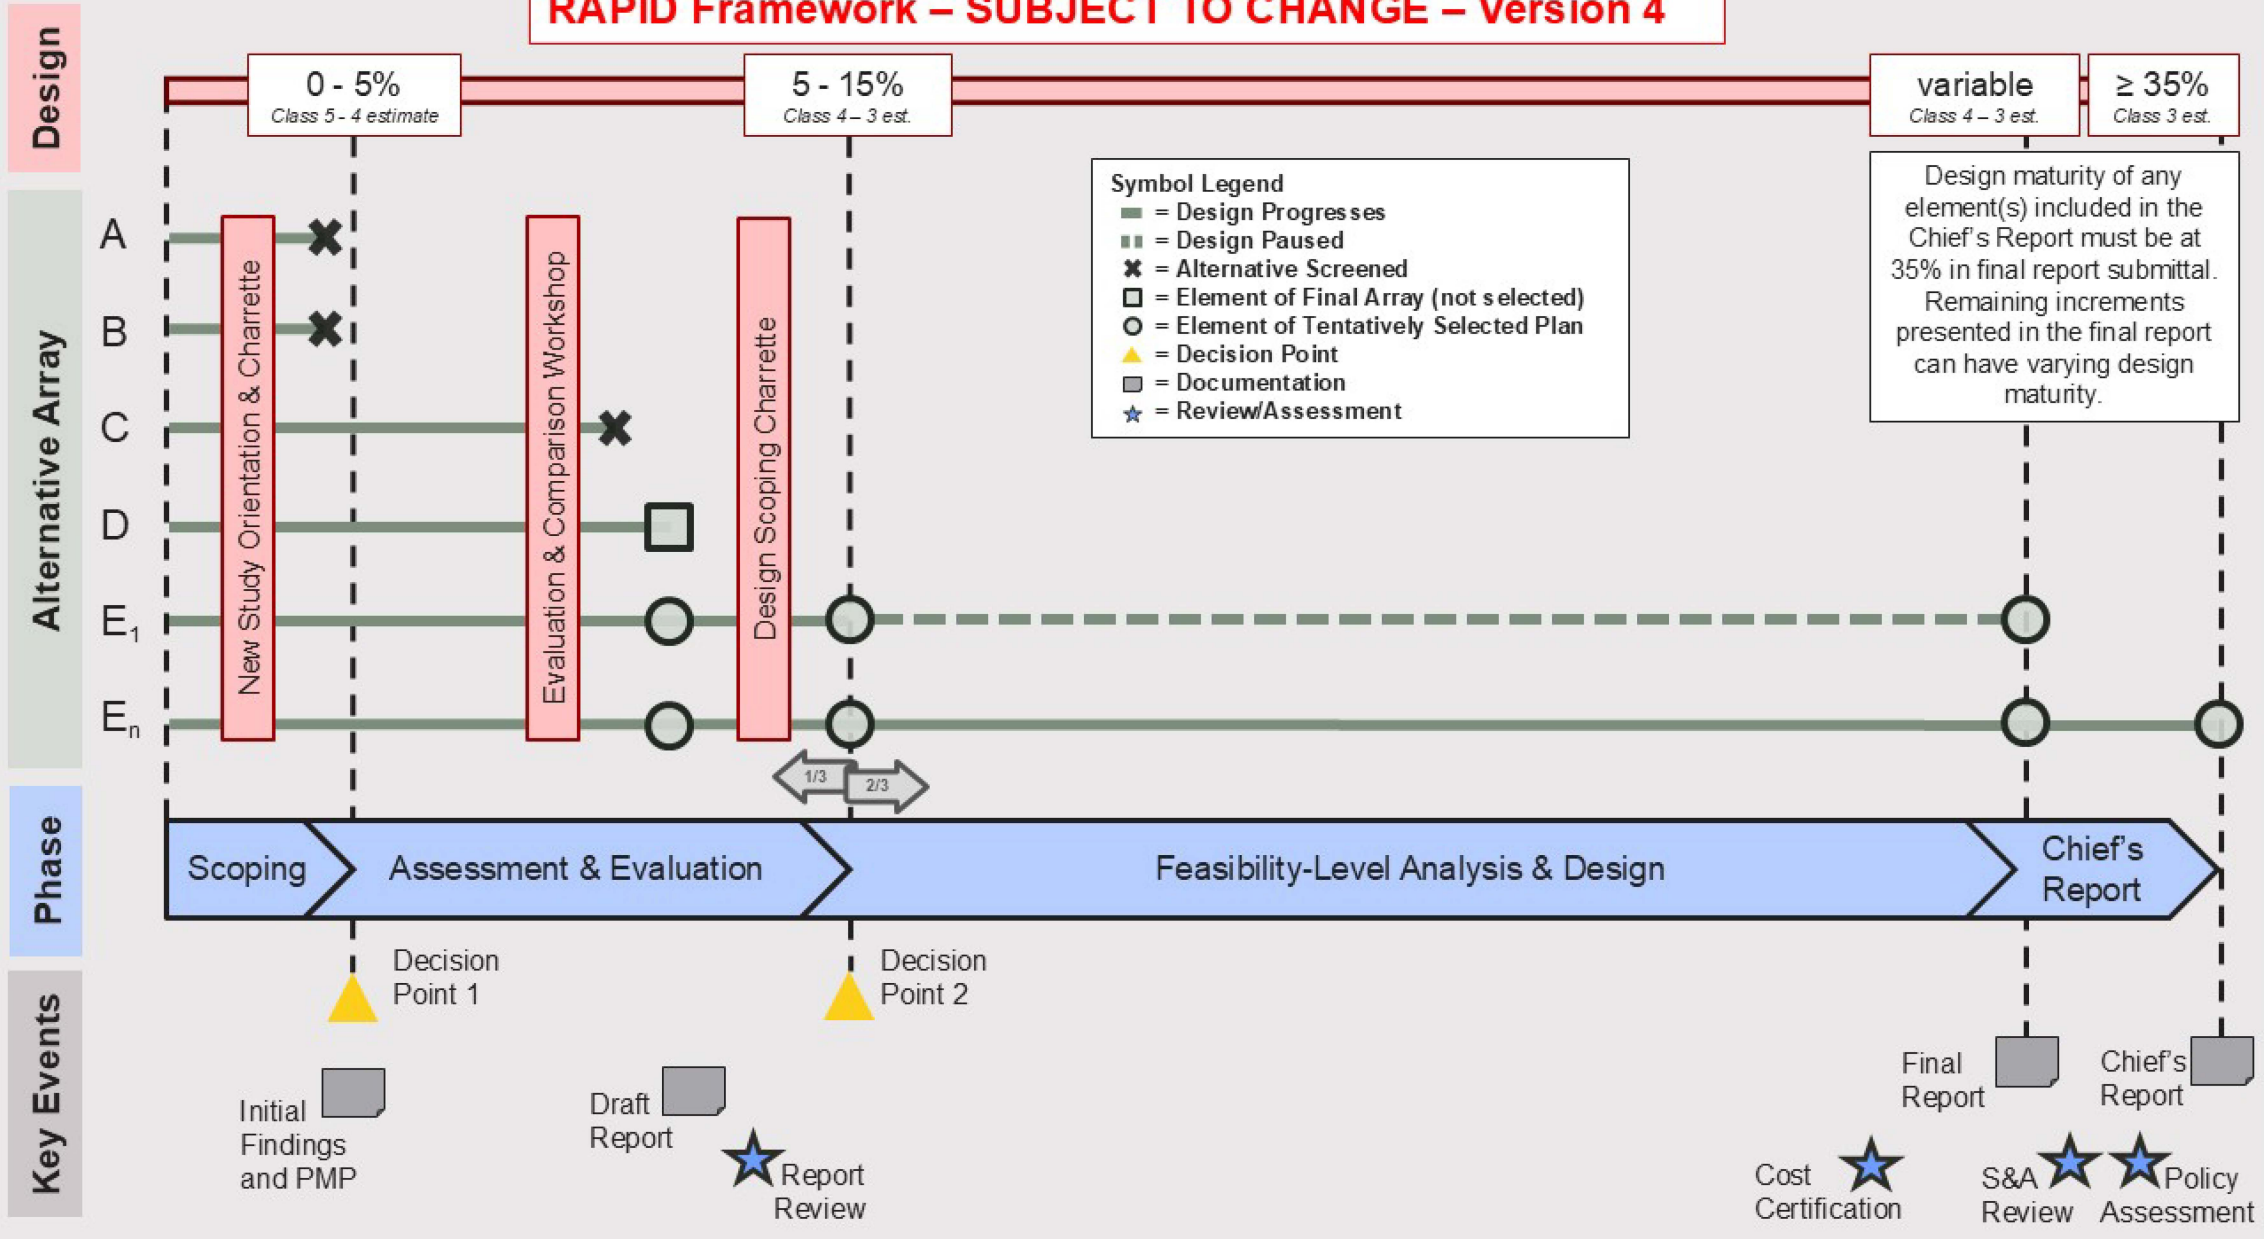 RAPID Framework – SUBJECT TO CHANGE – Version 4
Design
0 - 5%
Class 5 - 4 estimate
5 - 15%
Class 4 – 3 est.
variable
Class 4 – 3 est.
≥ 35%
Class 3 est.
Design maturity of any
element(s) included in the
Chief's Report must be at
35% in final report submittal.
Remaining increments
presented in the final report
can have varying design
maturity.
Symbol Legend
= Design Progresses
= Design Paused
= Alternative Screened
= Element of Final Array (not selected)
= Element of Tentatively Selected Plan
= Decision Point
= Documentation
= Review/Assessment
Alternative Array
A
B
C
D
E1
En
New Study Orientation & Charrette
Evaluation & Comparison Workshop
Design Scoping Charrette
1/3
2/3
Phase
Scoping
Assessment & Evaluation
Feasibility-Level Analysis & Design
Chief's
Report
Key Events
Decision
Point 1
Decision
Point 2
Initial
Findings
and PMP
Draft
Report
Report
Review
Final
Report
Chief's
Report
Cost
Certification
S&A
Review
Policy
Assessment